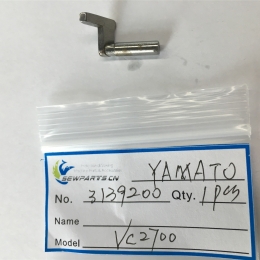 YAMATO
SEWPARTS.CN
No. 3139200 Qty. 1pcs
Name
Model VC2700